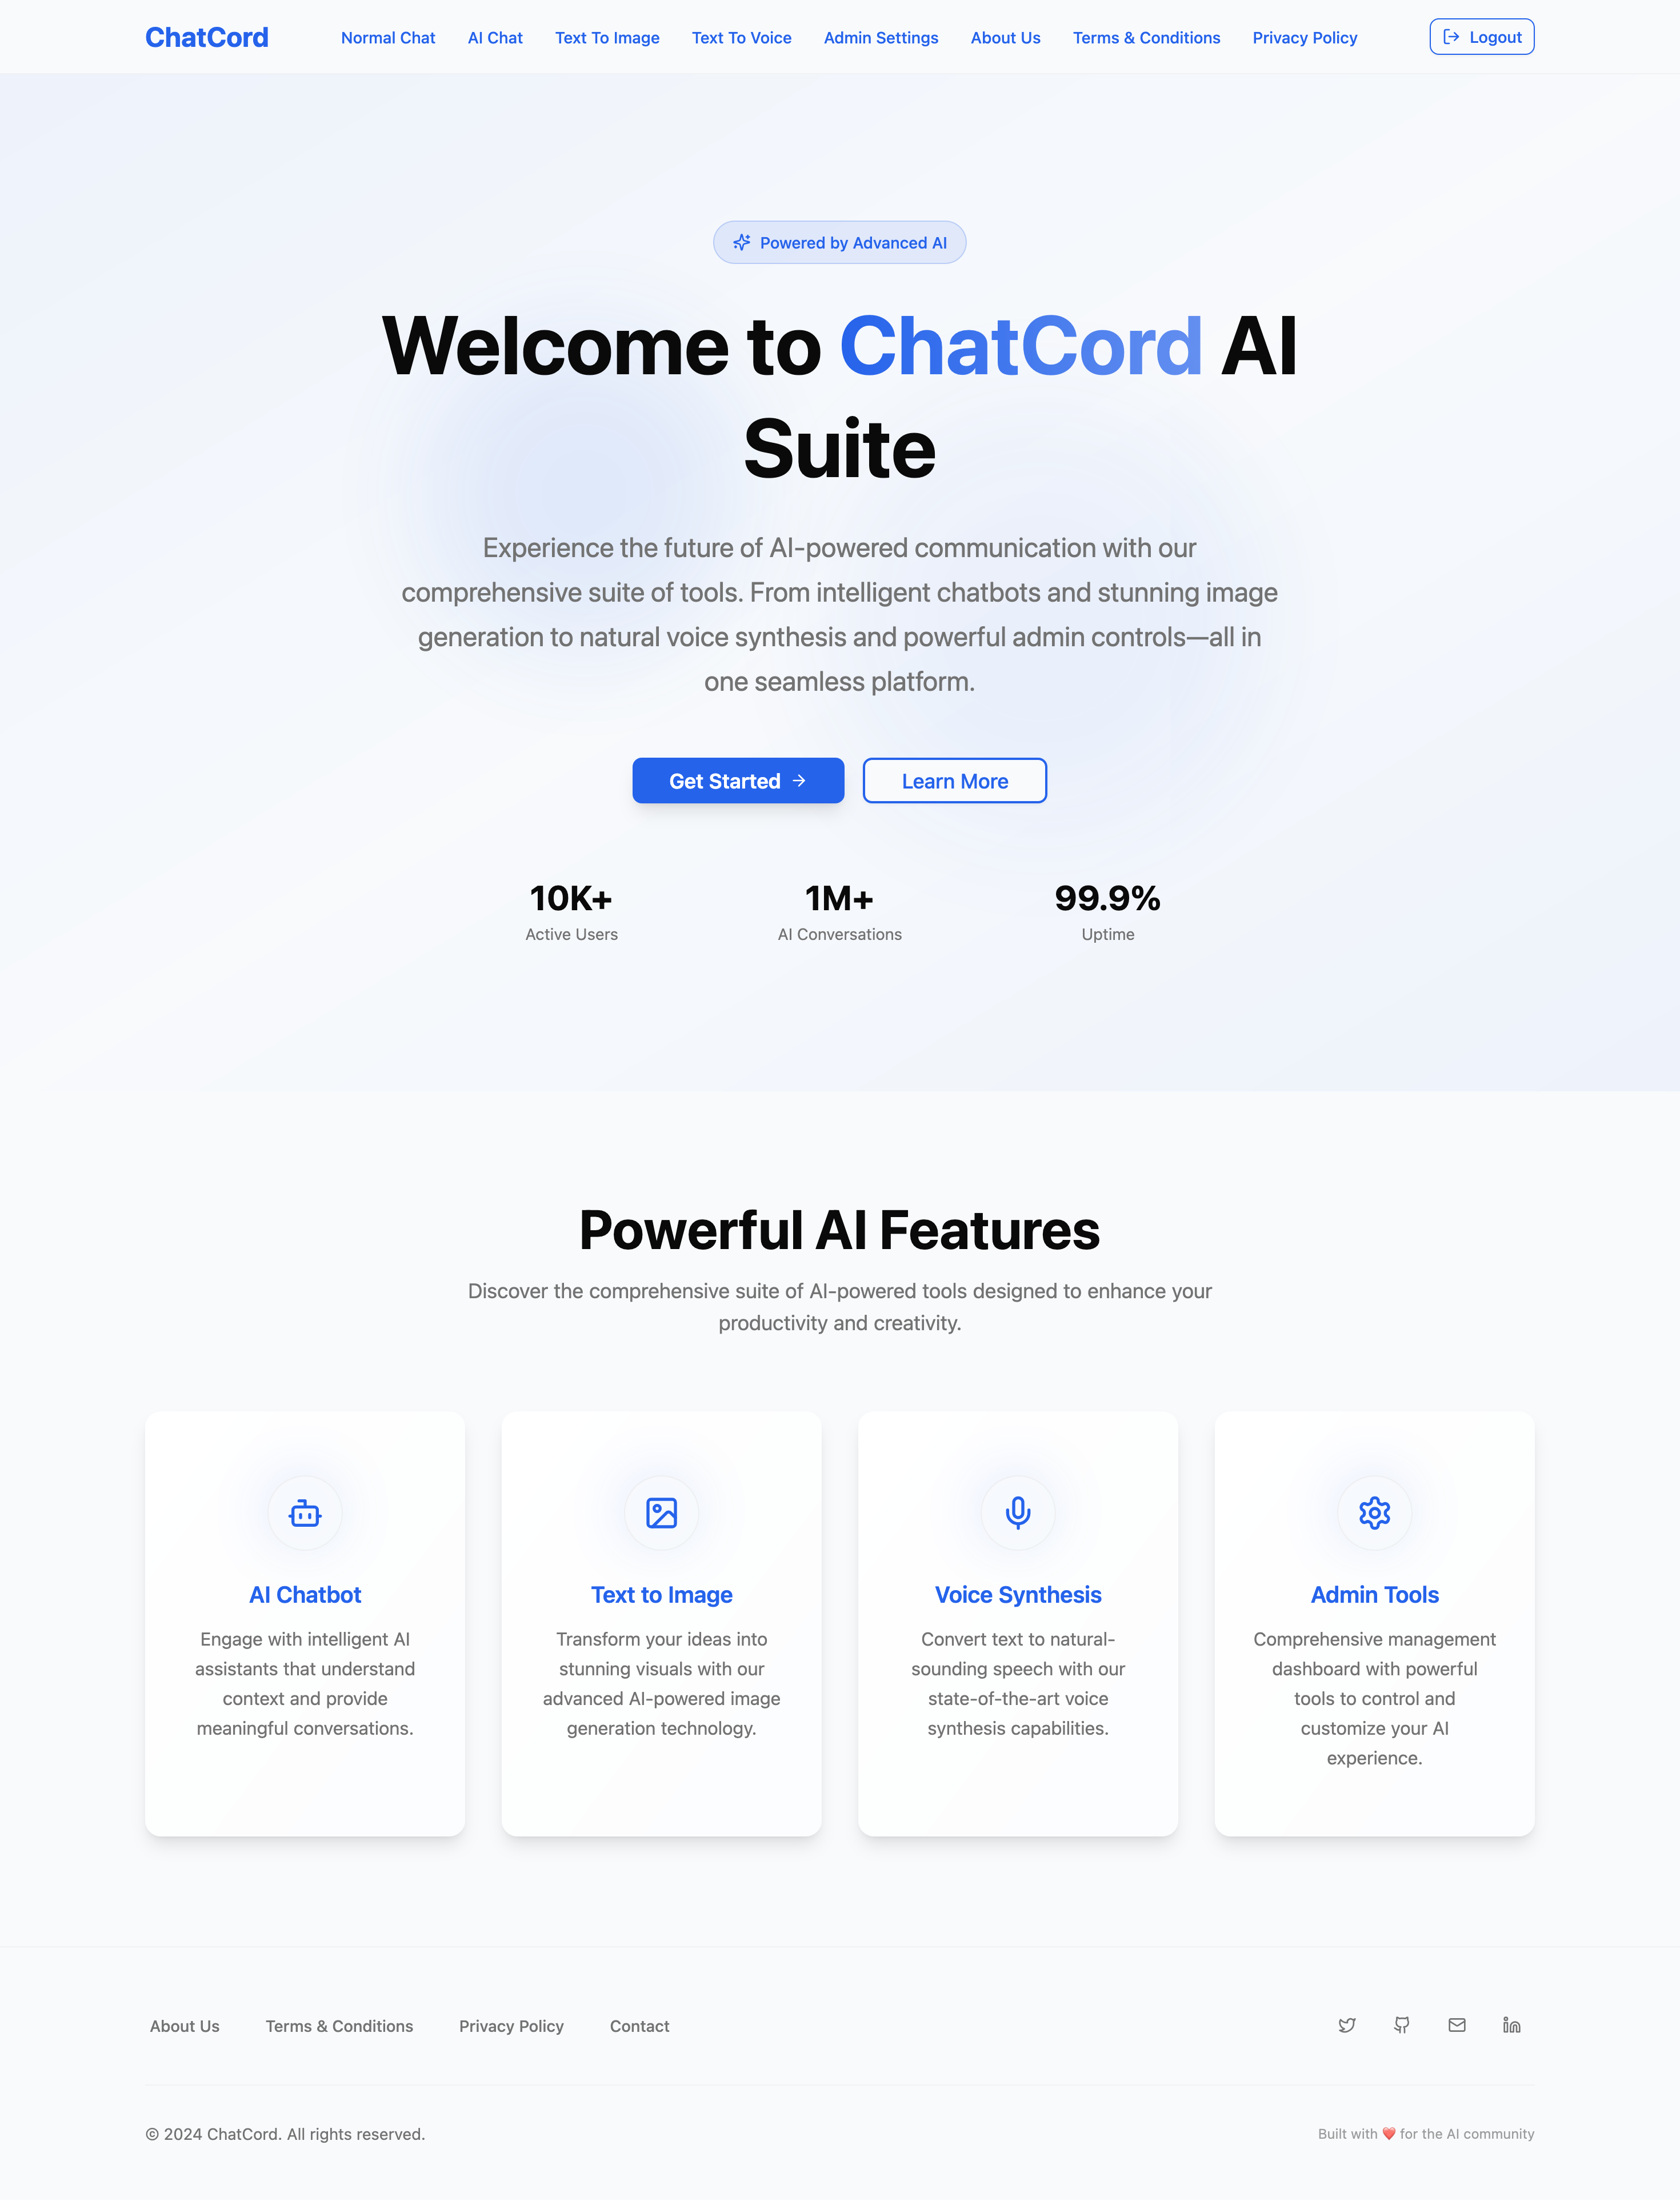 ChatCord
Normal Chat
AI Chat
Text To Image
Text To Voice
Admin Settings
About Us
Terms & Conditions
Privacy Policy
Logout
Powered by Advanced AI
Welcome to ChatCord AI
Suite
Experience the future of AI-powered communication with our
comprehensive suite of tools. From intelligent chatbots and stunning image
generation to natural voice synthesis and powerful admin controls—all in
one seamless platform.
Get Started
Learn More
10K+
Active Users
1M+
AI Conversations
99.9%
Uptime
Powerful AI Features
Discover the comprehensive suite of AI-powered tools designed to enhance your
productivity and creativity.
AI Chatbot
Engage with intelligent AI
assistants that understand
context and provide
meaningful conversations.
Text to Image
Transform your ideas into
stunning visuals with our
advanced AI-powered image
generation technology.
Voice Synthesis
Convert text to natural-
sounding speech with our
state-of-the-art voice
synthesis capabilities.
Admin Tools
Comprehensive management
dashboard with powerful
tools to control and
customize your AI
experience.
About Us
Terms & Conditions
Privacy Policy
Contact
© 2024 ChatCord. All rights reserved.
Built with ❤️ for the AI community